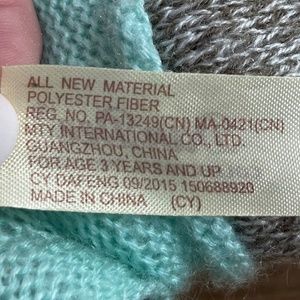 ALL NEW MATERIAL
POLYESTER FIBER
REG. NO. PA-13249(CN) MA-0421(CN)
MTY INTERNATIONAL CO., LTD.
GUANGZHOU, CHINA
FOR AGE 3 YEARS AND UP
CY DAFENG 09/2015 150688920
MADE IN CHINA (CY)